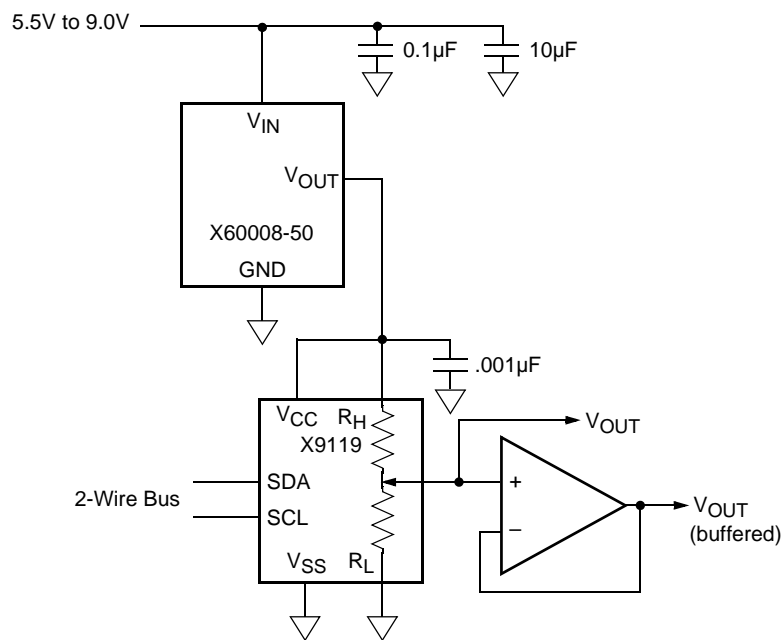 5.5V to 9.0V
0.1µF
10µF
VIN
VOUT
X60008-50
GND
.001µF
VCC
RH
X9119
VOUT
2-Wire Bus
SDA
SCL
+
–
VOUT
(buffered)
VSS
RL